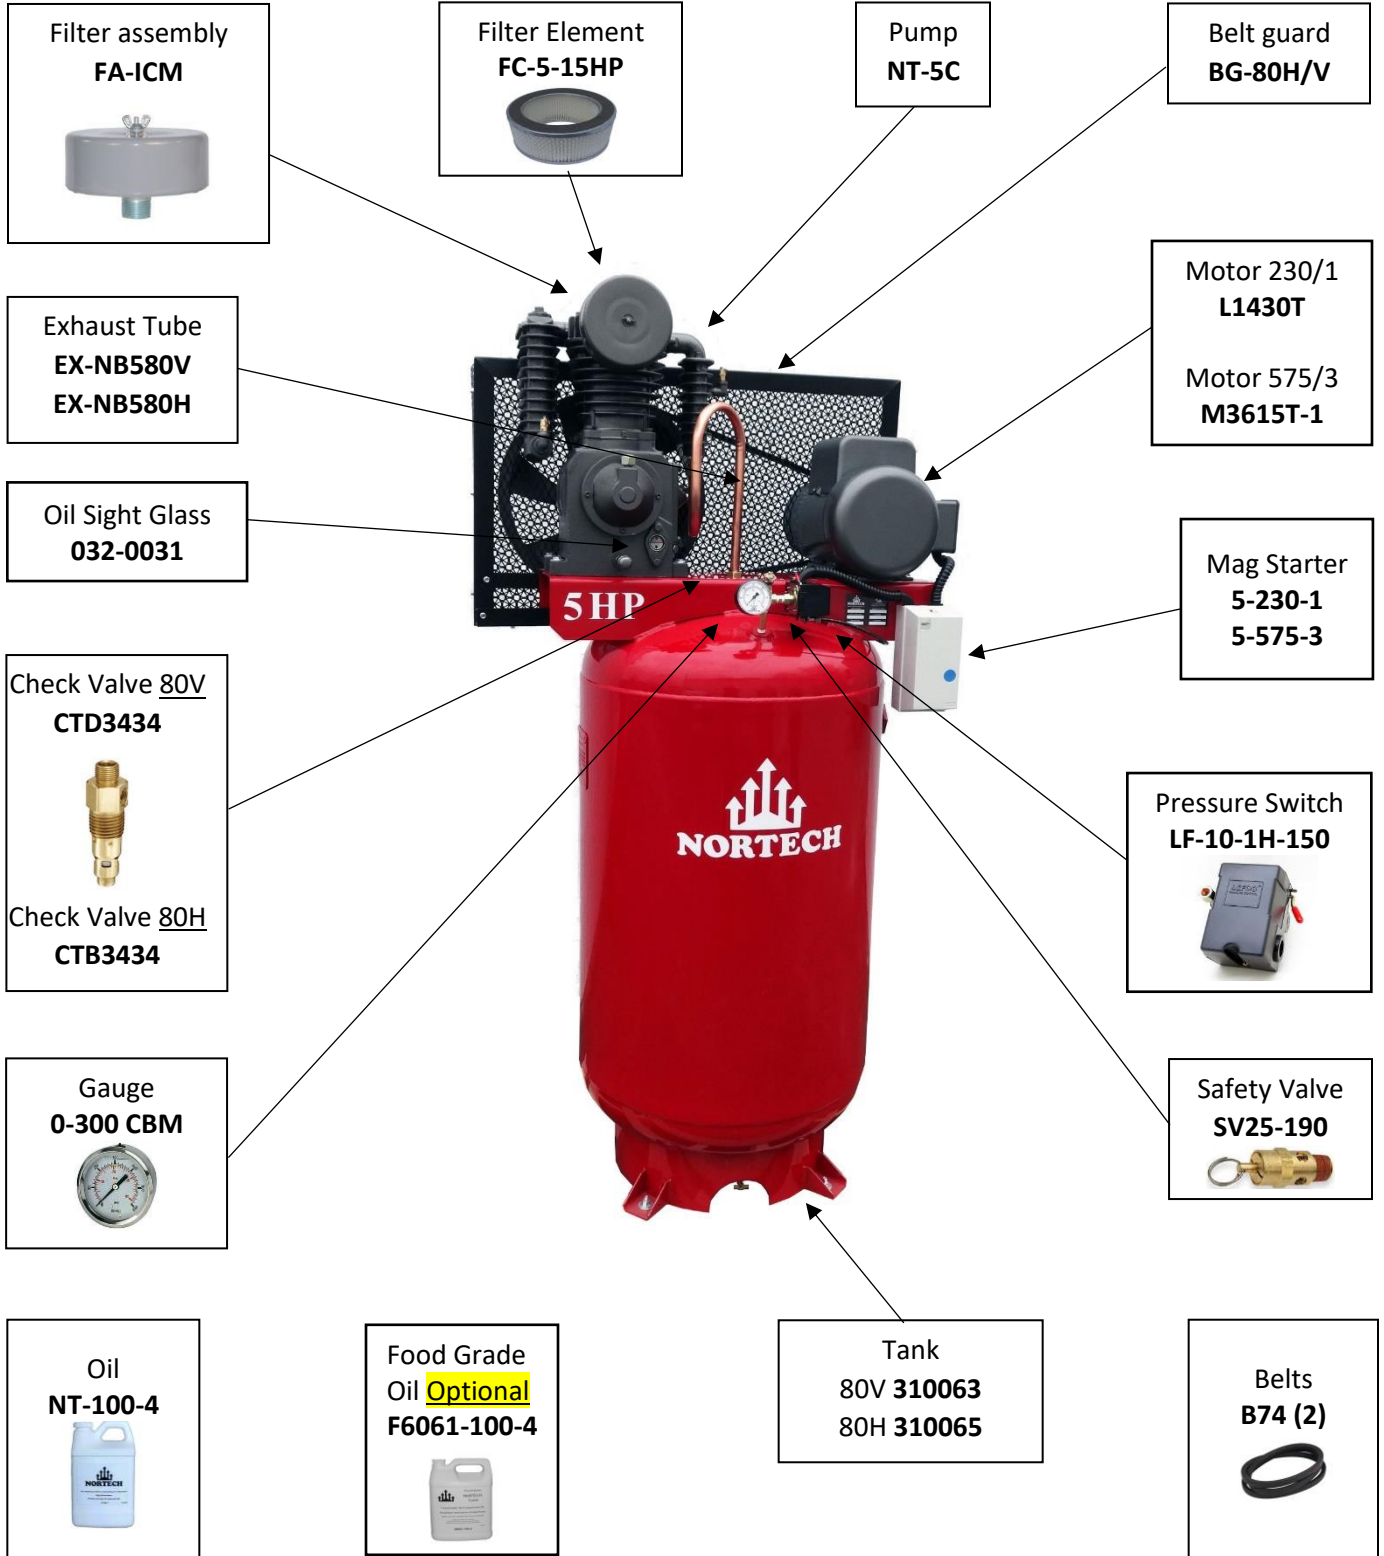 Filter assembly
FA-ICM
Filter Element
FC-5-15HP
Pump
NT-5C
Belt guard
BG-80H/V
Exhaust Tube
EX-NB580V
EX-NB580H
Motor 230/1
L1430T
Motor 575/3
M3615T-1
Oil Sight Glass
032-0031
Mag Starter
5-230-1
5-575-3
5 HP
NORTECH
Check Valve 80V
CTD3434
Check Valve 80H
CTB3434
Pressure Switch
LF-10-1H-150
Gauge
0-300 CBM
Safety Valve
SV25-190
Oil
NT-100-4
NORTECH
Food Grade
Oil Optional
F6061-100-4
Tank
80V 310063
80H 310065
Belts
B74 (2)